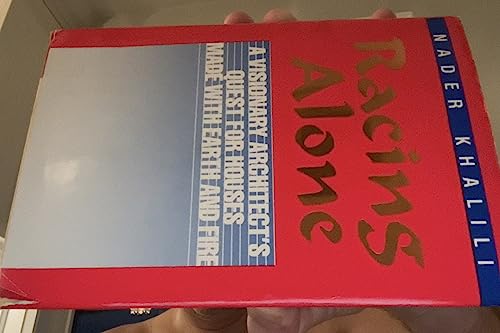 NADER KHALILI
Racing
Alone
A VISIONARY ARCHITECT'S
QUEST FOR HOUSES
MADE WITH EARTH AND FIRE